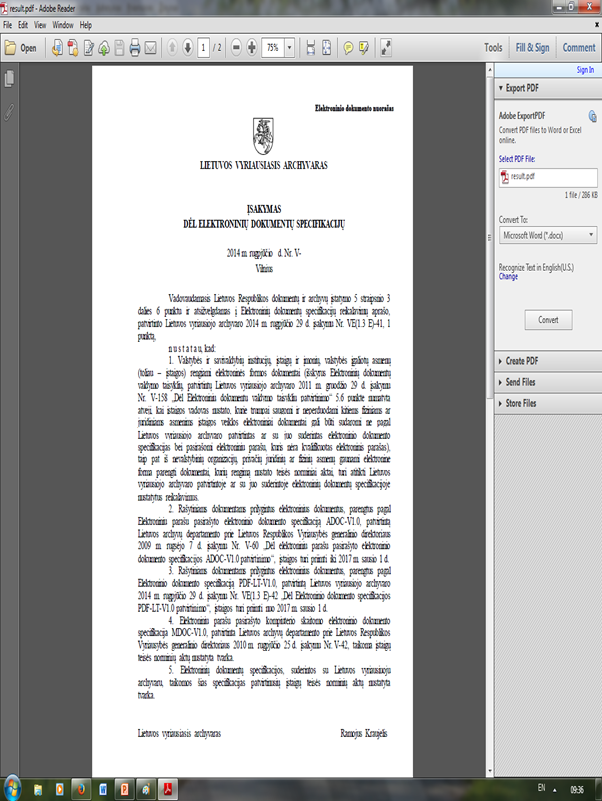 result.pdf - Adobe Reader
File Edit View Window Help
Open
1 / 2
75%
Tools Fill & Sign Comment
Sign In
Export PDF
Adobe ExportPDF
Convert PDF files to Word or Excel
online.
Select PDF File:
result.pdf
1 file / 286 KB
Convert To:
Microsoft Word (*.docx)
Recognize Text in English(U.S.)
Change
Convert
Create PDF
Send Files
Store Files
Elektroninio dokumento nuorašas
LIETUVOS VYRIAUSIASIS ARCHYVARAS
ĮSAKYMAS
DĖL ELEKTRONINIŲ DOKUMENTŲ SPECIFIKACIJŲ
2014 m. rugpjūčio d. Nr. V-
Vilnius
Vadovaudamasis Lietuvos Respublikos dokumentų ir archyvų įstatymo 5 straipsnio 3
dalies 6 punktu ir atsižvelgdamas į Elektroninių dokumentų specifikacijų reikalavimų aprašo,
patvirtinto Lietuvos vyriausiojo archyvaro 2014 m. rugpjūčio 29 d. įsakymu Nr. VE(1.3 E)-41, 1
punktą,
n u s t a t a u, kad:
1. Valstybės ir savivaldybių institucijų, įstaigų ir įmonių, valstybės įgaliotų asmenų
(toliau – įstaigos) rengiami elektroninės formos dokumentai (išskyrus Elektroninių dokumentų
valdymo taisyklių, patvirtintų Lietuvos vyriausiojo archyvaro 2011 m. gruodžio 29 d. įsakymu
Nr. V-158 „Dėl Elektroninių dokumentų valdymo taisyklių patvirtinimo“ 5.6 punkte numatytą
atvejį, kai įstaigos vadovas nustato, kurie trumpai saugomi ir neperduodami kitiems fiziniams ar
juridiniams asmenims įstaigos veiklos elektroniniai dokumentai gali būti sudaromi ne pagal
Lietuvos vyriausiojo archyvaro patvirtintas ar su juo suderintas elektroninio dokumento
specifikacijas bei pasirašomi elektroniniu parašu, kuris nėra kvalifikuotas elektroninis parašas),
taip pat iš nevalstybinių organizacijų, privačių juridinių ar fizinių asmenų gaunami elektronine
forma parengti dokumentai, kurių rengimą nustato teisės norminiai aktai, turi atitikti Lietuvos
vyriausiojo archyvaro patvirtintoje ar su juo suderintoje elektroninių dokumentų specifikacijoje
nustatytus reikalavimus.
2. Rašytiniams dokumentams prilygintus elektroninius dokumentus, parengtus pagal
Elektroniniu parašu pasirašyto elektroninio dokumento specifikaciją ADOC-V1.0, patvirtintą
Lietuvos archyvų departamento prie Lietuvos Respublikos Vyriausybės generalinio direktoriaus
2009 m. rugsėjo 7 d. įsakymu Nr. V-60 „Dėl elektroniniu parašu pasirašyto elektroninio
dokumento specifikacijos ADOC-V1.0 patvirtinimo“, įstaigos turi priimti iki 2017 m. sausio 1 d.
3. Rašytiniams dokumentams prilygintus elektroninius dokumentus, parengtus pagal
Elektroninio dokumento specifikaciją PDF-LT-V1.0, patvirtintą Lietuvos vyriausiojo archyvaro
2014 m. rugpjūčio 29 d. įsakymu Nr. VE(1.3 E)-42 „Dėl Elektroninio dokumento specifikacijos
PDF-LT-V1.0 patvirtinimo“, įstaigos turi priimti nuo 2017 m. sausio 1 d.
4. Elektroniniu parašu pasirašyto kompiuterio skaitomo elektroninio dokumento
specifikacija MDOC-V1.0, patvirtinta Lietuvos archyvų departamento prie Lietuvos Respublikos
Vyriausybės generalinio direktoriaus 2010 m. rugpjūčio 25 d. įsakymu Nr. V-42, taikoma įstaigų
teisės norminių aktų nustatyta tvarka.
5. Elektroninių dokumentų specifikacijos, suderintos su Lietuvos vyriausiuoju
archyvaru, taikomos šias specifikacijas patvirtinusių įstaigų teisės norminių aktų nustatyta
tvarka.
Lietuvos vyriausiasis archyvaras Ramojus Kraujelis
EN 09:36